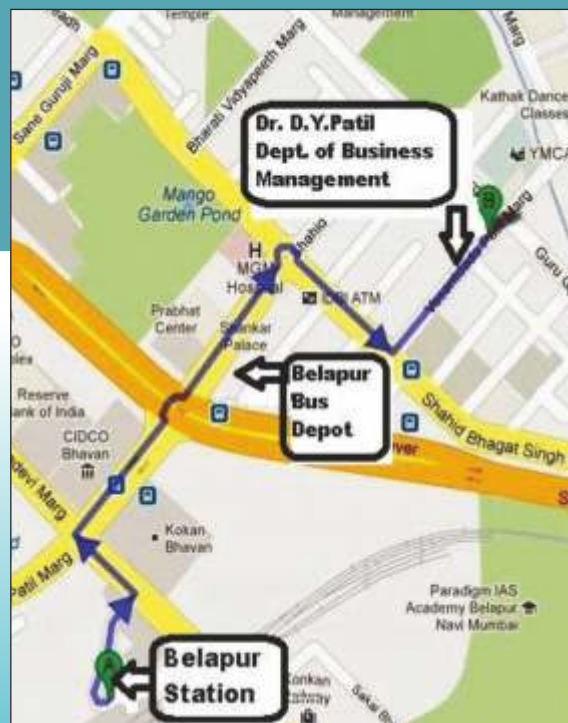 Temple
Management
Marg
Sane Guruji Marg
Bharati Vidyapeeth Marg
Kathak Dance
Classes
YMCA
Dr. D.Y.Patil
Dept. of Business
Management
B
Marg
Mango
Garden Pond
H
MGM
Hospital
ATM
Guru
Prabhat
Center
Shankar
Palace
Belapur
Bus
Depot
Reserve
Bank of India
CIDCO
Bhavan
Shahid Bhagat Singh
Marg
Kokan
Bhavan
Patil Marg
Paradigm IAS
Academy Belapur
Navi Mumbai
A
Belapur
Station
Konkan
Railway
Sakal